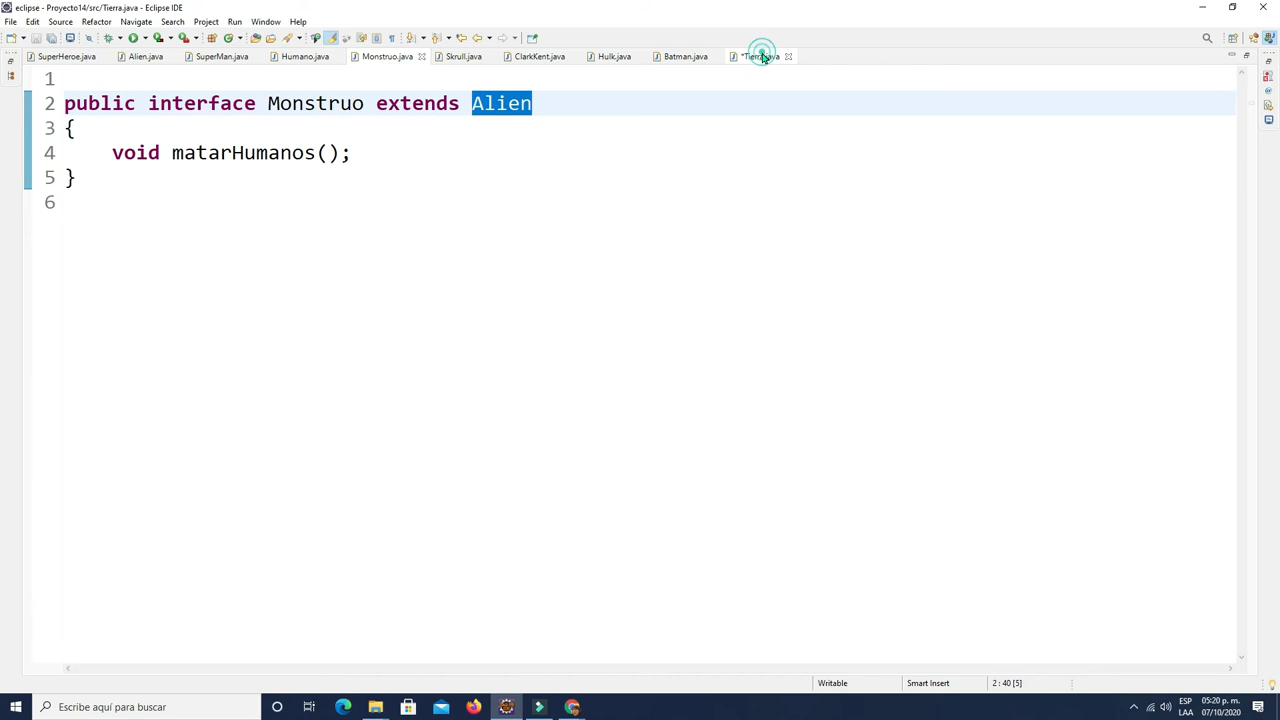 eclipse - Proyecto14/src/Tierra.java - Eclipse IDE
File Edit Source Refactor Navigate Search Project Run Window Help
SuperHeroe.java Alien.java SuperMan.java Humano.java Monstruo.java Skrull.java ClarkKent.java Hulk.java Batman.java *Tierra.java
1
2 public interface Monstruo extends Alien
3 {
4 void matarHumanos();
5 }
6
Writable Smart Insert 2 : 40 [5]
Escribe aquí para buscar
ESP 05:20 p. m.
LAA 07/10/2020